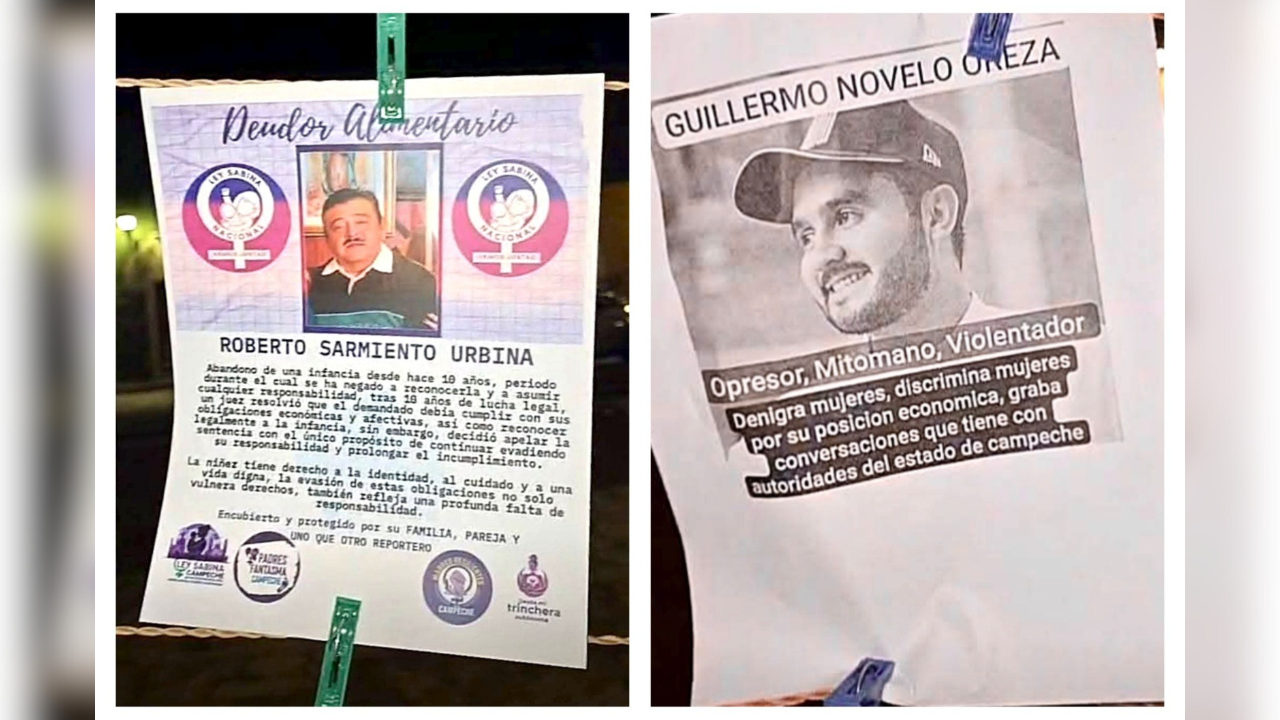 Deudor Alimentario
LEY SABINA
NACIONAL
LEY SABINA
NACIONAL
ROBERTO SARMIENTO URBINA
Abandono de una infancia desde hace 10 años, periodo
durante el cual se ha negado a reconocerla y a asumir
cualquier responsabilidad, tras 10 años de lucha legal,
un juez resolvió que el demandado debía cumplir con sus
obligaciones económicas y afectivas, así como reconocer
legalmente a la infancia, sin embargo, decidió apelar la
sentencia con el único propósito de continuar evadiendo
su responsabilidad y prolongar el incumplimiento.
La niñez tiene derecho a la identidad, al cuidado y a una
vida digna, la evasión de estas obligaciones no solo
vulnera derechos, también refleja una profunda falta de
responsabilidad.
Encubierto y protegido por su FAMILIA, PAREJA Y
UNO QUE OTRO REPORTERO
LEY SABINA
CAMPECHE
PADRES
FANTASMA
CAMPECHE
CAMPECHE
trinchera
GUILLERMO NOVELO OREZA
Opresor, Mitomano, Violentador
Denigra mujeres, discrimina mujeres
por su posicion economica, graba
conversaciones que tiene con
autoridades del estado de campeche